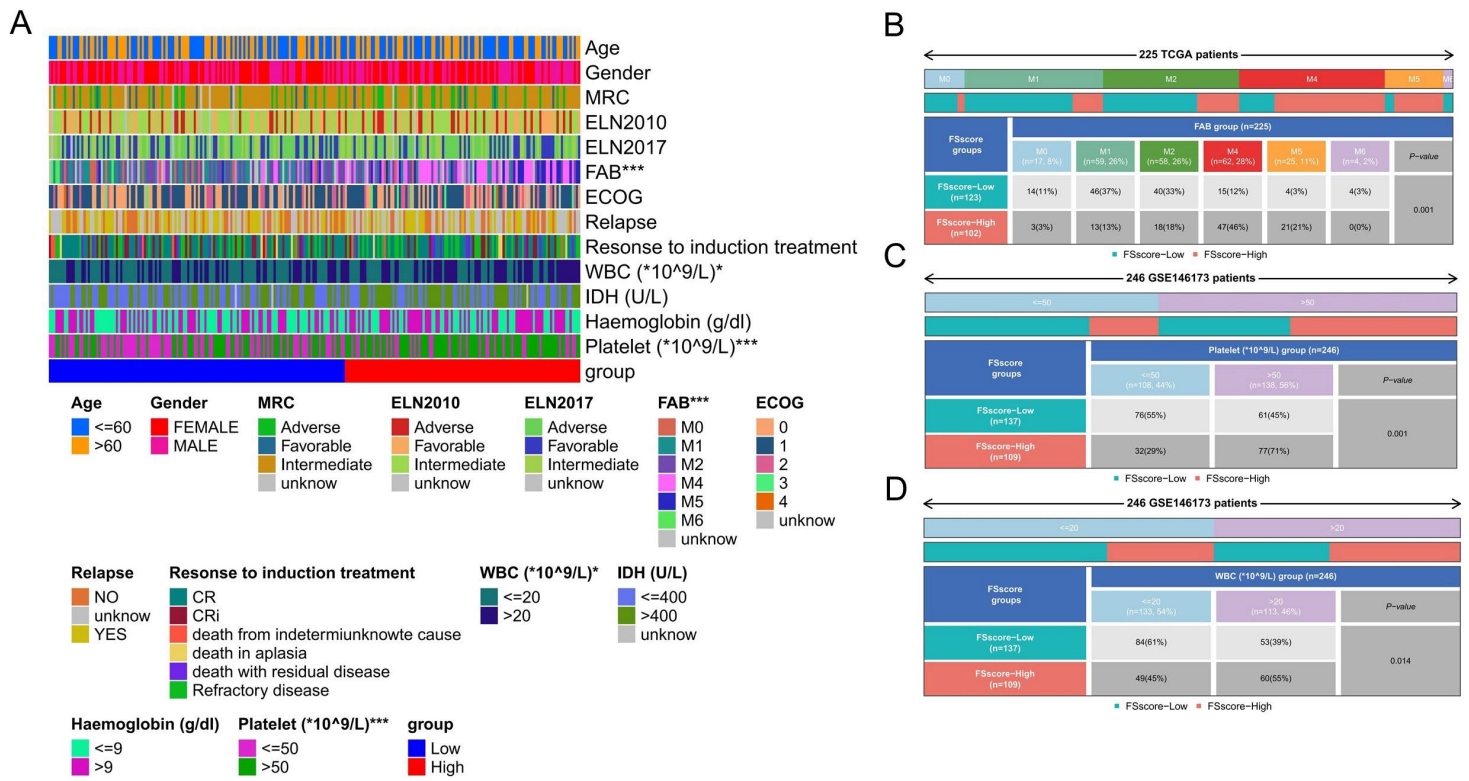 A
Age
Gender
MRC
ELN2010
ELN2017
FAB***
ECOG
Relapse
Resonse to induction treatment
WBC (*10^9/L)*
IDH (U/L)
Haemoglobin (g/dl)
Platelet (*10^9/L)***
group
Age
<=60
>60
Gender
FEMALE
MALE
MRC
Adverse
Favorable
Intermediate
unknow
ELN2010
Adverse
Favorable
Intermediate
unknow
ELN2017
Adverse
Favorable
Intermediate
unknow
FAB***
M0
M1
M2
M4
M5
M6
unknow
ECOG
0
1
2
3
4
unknow
Relapse
NO
unknow
YES
Resonse to induction treatment
CR
CRi
death from indetermiunknowte cause
death in aplasia
death with residual disease
Refractory disease
WBC (*10^9/L)*
<=20
>20
IDH (U/L)
<=400
>400
unknow
Haemoglobin (g/dl)
<=9
>9
Platelet (*10^9/L)***
<=50
>50
group
Low
High
B
225 TCGA patients
M0 M1 M2 M4 M5 M6
FSscore groups
FAB group (n=225)
M0 (n=17, 8%)
M1 (n=59, 26%)
M2 (n=58, 26%)
M4 (n=62, 28%)
M5 (n=25, 11%)
M6 (n=4, 2%)
P-value
FSscore-Low (n=123)
14(11%) 46(37%) 40(33%) 15(12%) 4(3%) 4(3%)
0.001
FSscore-High (n=102)
3(3%) 13(13%) 18(18%) 47(46%) 21(21%) 0(0%)
FSscore-Low FSscore-High
C
246 GSE146173 patients
<=50 >50
FSscore groups
Platelet (*10^9/L) group (n=246)
<=50 (n=108, 44%)
>50 (n=138, 56%)
P-value
FSscore-Low (n=137)
76(55%) 61(45%)
0.001
FSscore-High (n=109)
32(29%) 77(71%)
FSscore-Low FSscore-High
D
246 GSE146173 patients
<=20 >20
FSscore groups
WBC (*10^9/L) group (n=246)
<=20 (n=133, 54%)
>20 (n=113, 46%)
P-value
FSscore-Low (n=137)
84(61%) 53(39%)
0.014
FSscore-High (n=109)
49(45%) 60(55%)
FSscore-Low FSscore-High